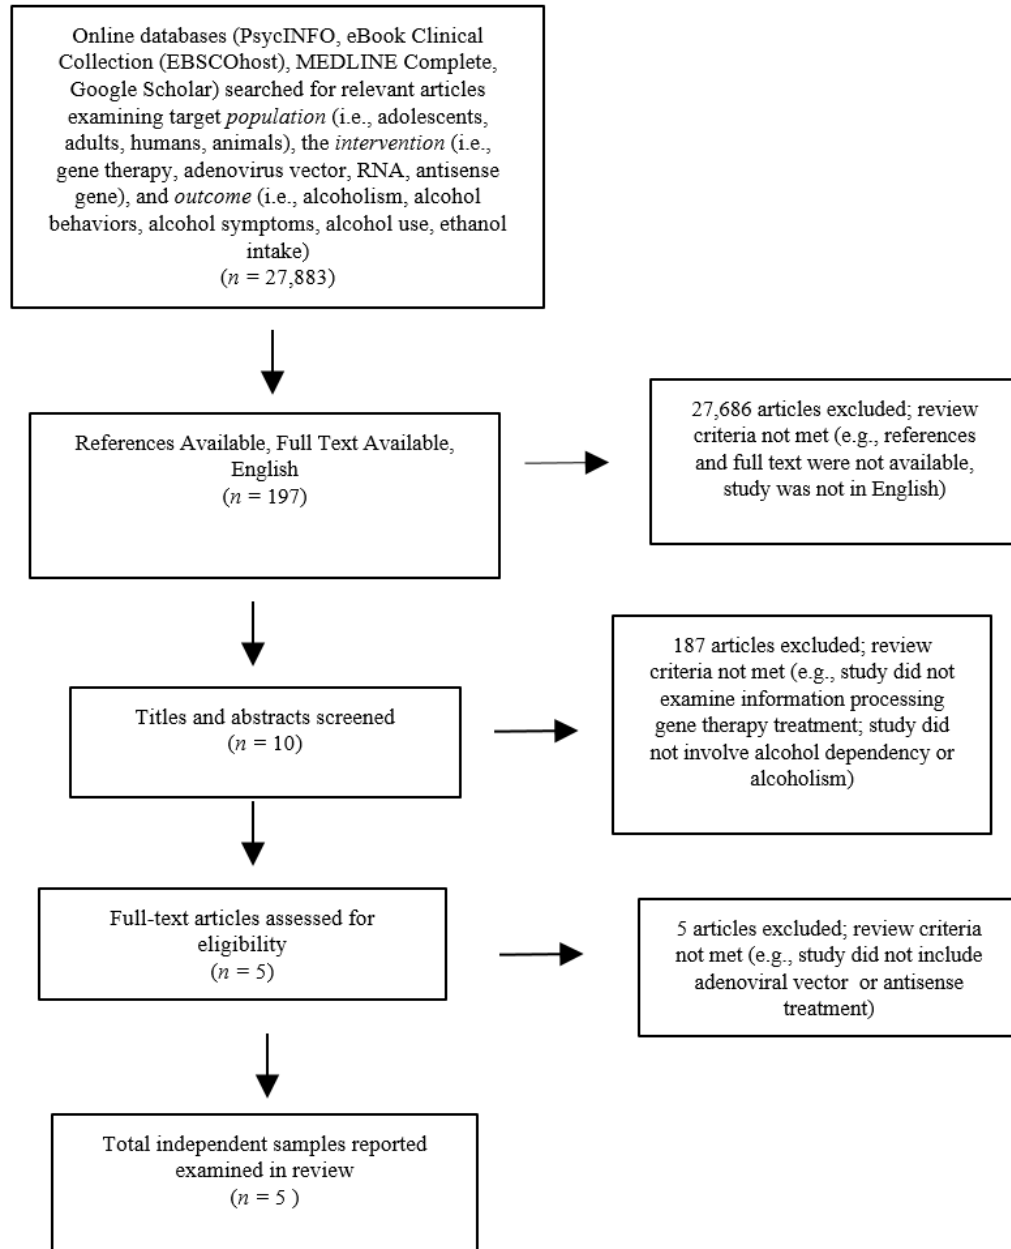 Online databases (PsycINFO, eBook Clinical
Collection (EBSCOhost), MEDLINE Complete,
Google Scholar) searched for relevant articles
examining target population (i.e., adolescents,
adults, humans, animals), the intervention (i.e.,
gene therapy, adenovirus vector, RNA, antisense
gene), and outcome (i.e., alcoholism, alcohol
behaviors, alcohol symptoms, alcohol use, ethanol
intake)
(n = 27,883)
References Available, Full Text Available,
English
(n = 197)
27,686 articles excluded; review
criteria not met (e.g., references
and full text were not available,
study was not in English)
Titles and abstracts screened
(n = 10)
187 articles excluded; review
criteria not met (e.g., study did not
examine information processing
gene therapy treatment; study did
not involve alcohol dependency or
alcoholism)
Full-text articles assessed for
eligibility
(n = 5)
5 articles excluded; review criteria
not met (e.g., study did not include
adenoviral vector or antisense
treatment)
Total independent samples reported
examined in review
(n = 5 )